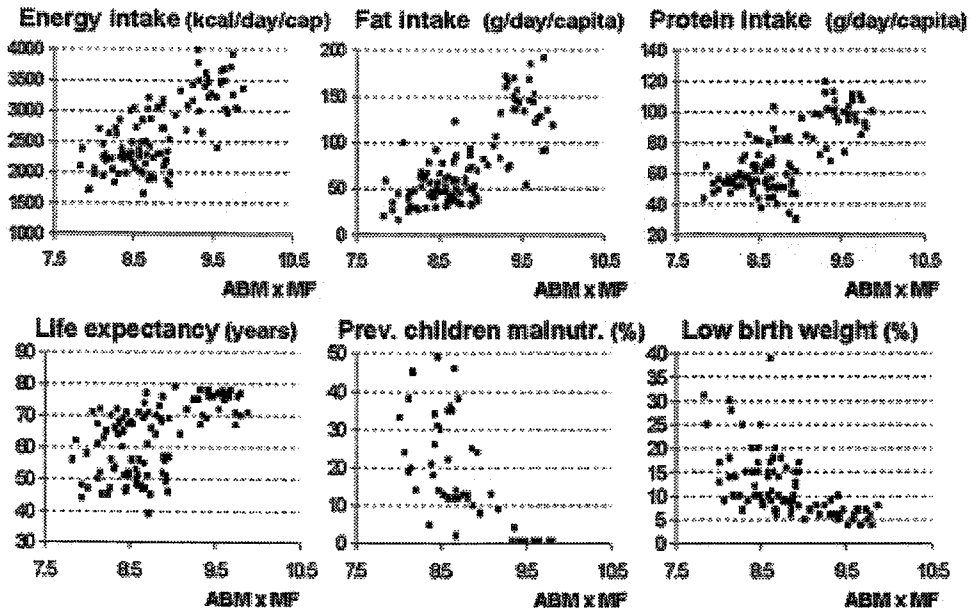 Energy intake (kcal/day/cap) Fat intake (g/day/capita) Protein intake (g/day/capita)
4000
3500
3000
2500
2000
1500
1000
7.5 8.5 9.5 10.5
ABM x MF
200
150
100
50
0
7.5 8.5 9.5 10.5
ABM x MF
140
120
100
80
60
40
20
7.5 8.5 9.5 10.5
ABM x MF
Life expectancy (years) Prev. children malnutr. (%) Low birth weight (%)
90
80
70
60
50
40
30
7.5 8.5 9.5 10.5
ABM x MF
50
40
30
20
10
0
7.5 8.5 9.5 10.5
ABM x MF
40
35
30
25
20
15
10
5
0
7.5 8.5 9.5 10.5
ABM x MF